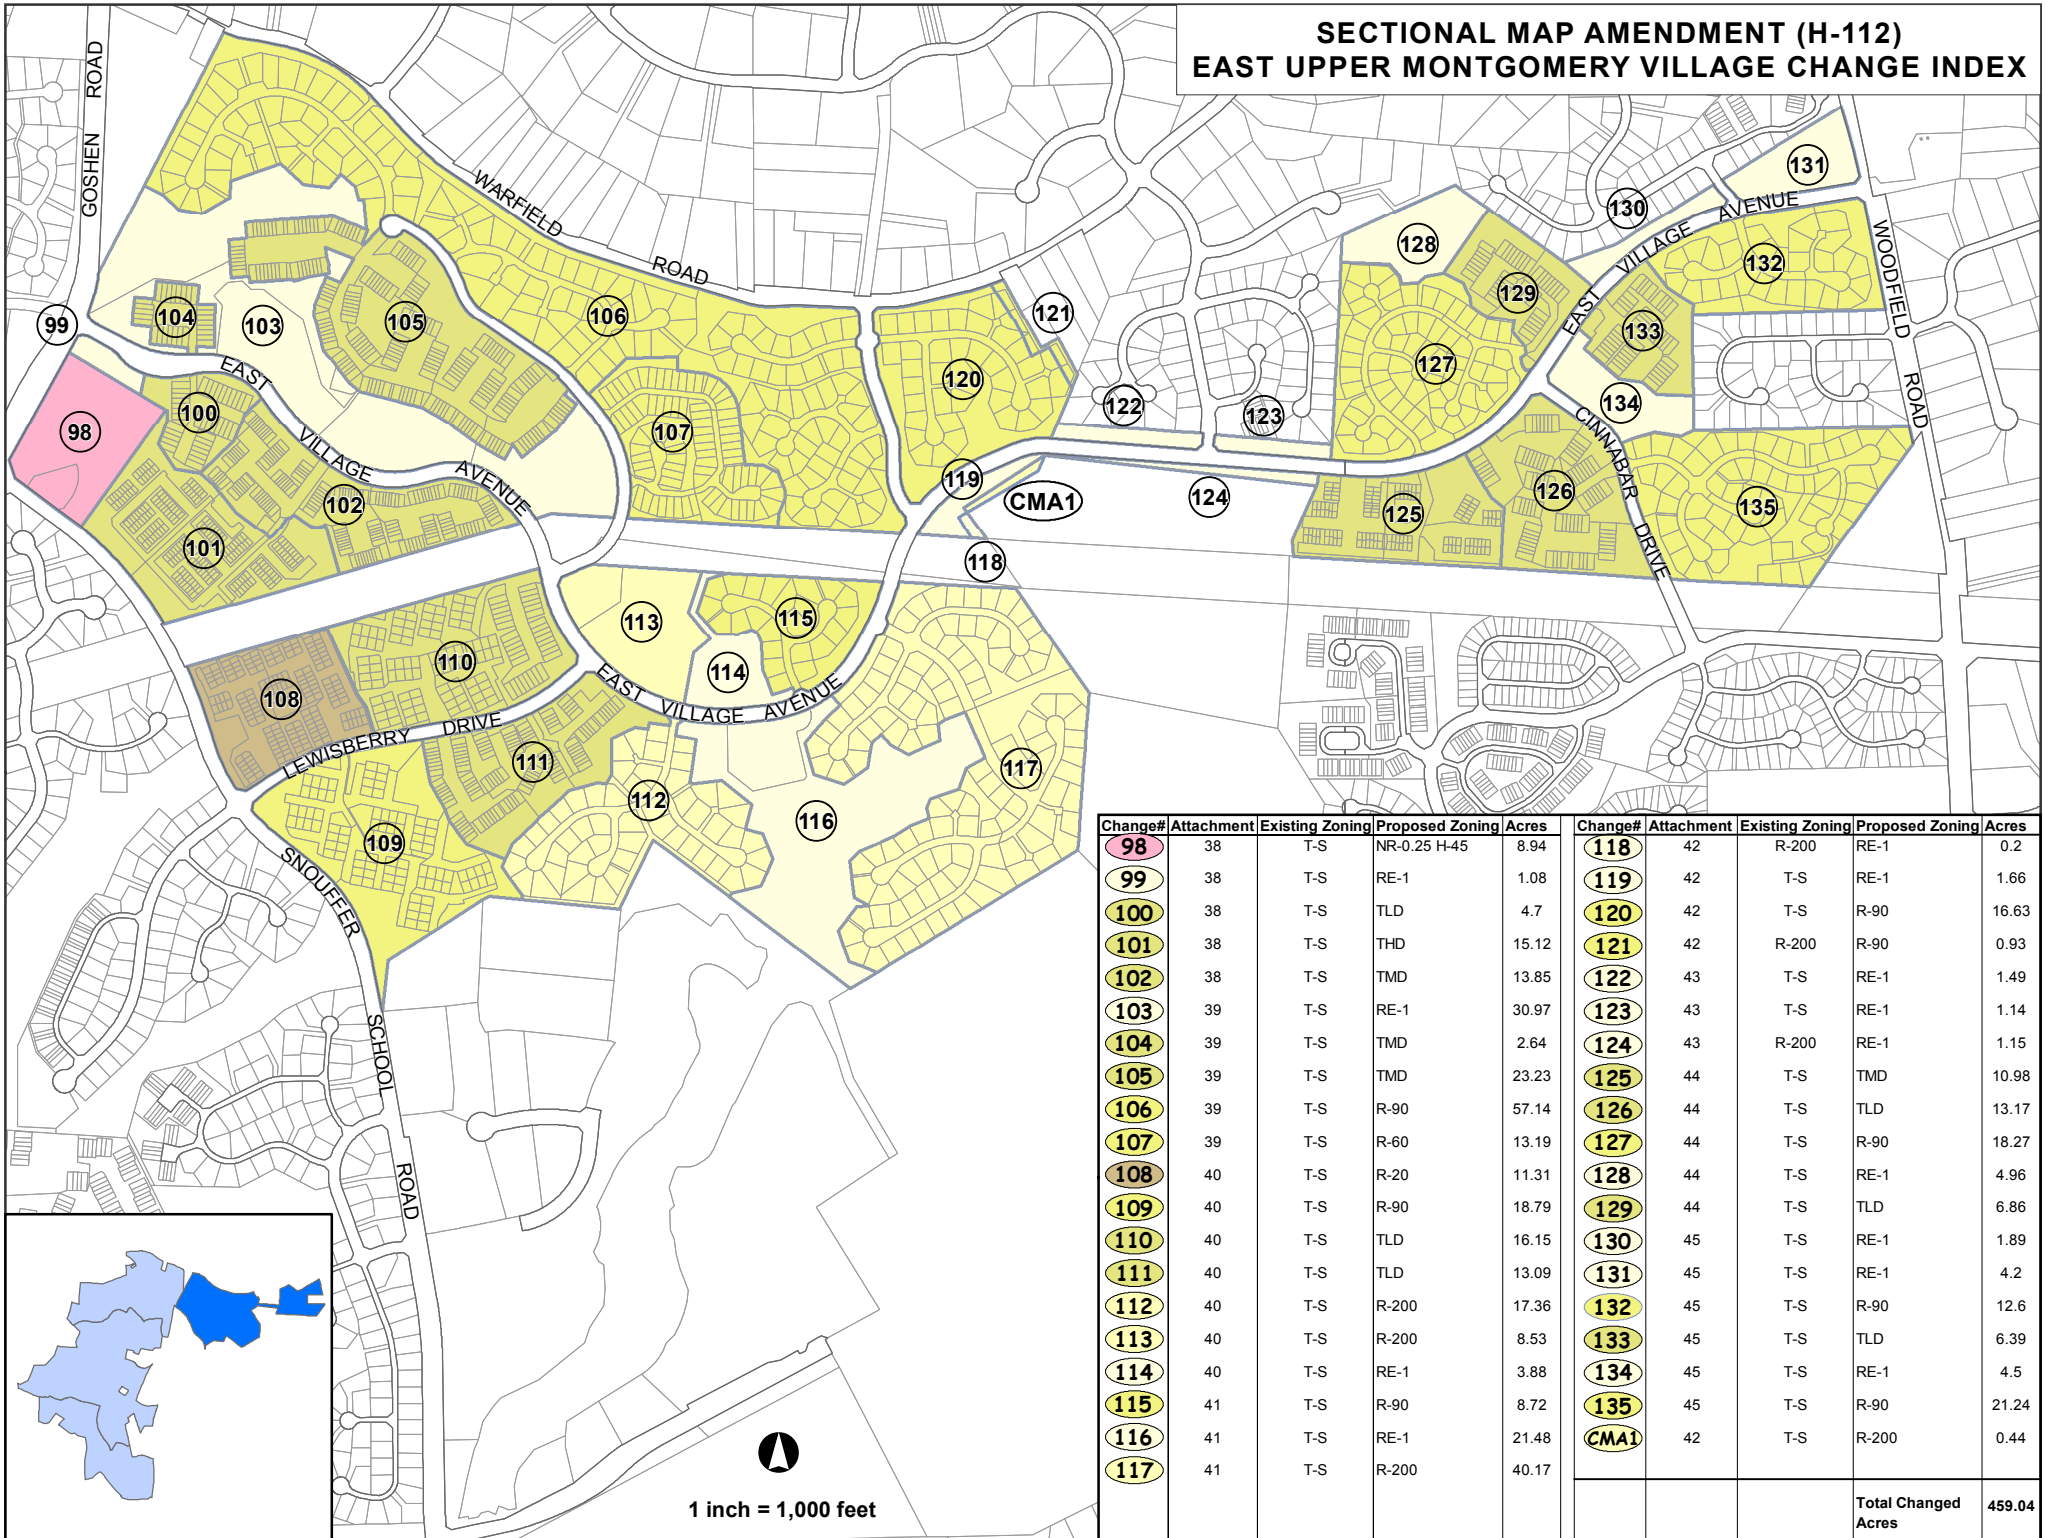 SECTIONAL MAP AMENDMENT (H-112)
EAST UPPER MONTGOMERY VILLAGE CHANGE INDEX
GOSHEN ROAD
WARFIELD
ROAD
EAST
VILLAGE
AVENUE
EAST
VILLAGE
AVENUE
WOODFIELD
ROAD
CINNABAR
DRIVE
EAST
VILLAGE
AVENUE
LEWISBERRY DRIVE
SNOUFFER
SCHOOL
ROAD
98
99
100
101
102
103
104
105
106
107
108
109
110
111
112
113
114
115
116
117
118
119
120
121
122
123
124
125
126
127
128
129
130
131
132
133
134
135
CMA1
1 inch = 1,000 feet
Change# Attachment Existing Zoning Proposed Zoning Acres
98 38 T-S NR-0.25 H-45 8.94
99 38 T-S RE-1 1.08
100 38 T-S TLD 4.7
101 38 T-S THD 15.12
102 38 T-S TMD 13.85
103 39 T-S RE-1 30.97
104 39 T-S TMD 2.64
105 39 T-S TMD 23.23
106 39 T-S R-90 57.14
107 39 T-S R-60 13.19
108 40 T-S R-20 11.31
109 40 T-S R-90 18.79
110 40 T-S TLD 16.15
111 40 T-S TLD 13.09
112 40 T-S R-200 17.36
113 40 T-S R-200 8.53
114 40 T-S RE-1 3.88
115 41 T-S R-90 8.72
116 41 T-S RE-1 21.48
117 41 T-S R-200 40.17
Change# Attachment Existing Zoning Proposed Zoning Acres
118 42 R-200 RE-1 0.2
119 42 T-S RE-1 1.66
120 42 T-S R-90 16.63
121 42 R-200 R-90 0.93
122 43 T-S RE-1 1.49
123 43 T-S RE-1 1.14
124 43 R-200 RE-1 1.15
125 44 T-S TMD 10.98
126 44 T-S TLD 13.17
127 44 T-S R-90 18.27
128 44 T-S RE-1 4.96
129 44 T-S TLD 6.86
130 45 T-S RE-1 1.89
131 45 T-S RE-1 4.2
132 45 T-S R-90 12.6
133 45 T-S TLD 6.39
134 45 T-S RE-1 4.5
135 45 T-S R-90 21.24
CMA1 42 T-S R-200 0.44
Total Changed
Acres 459.04